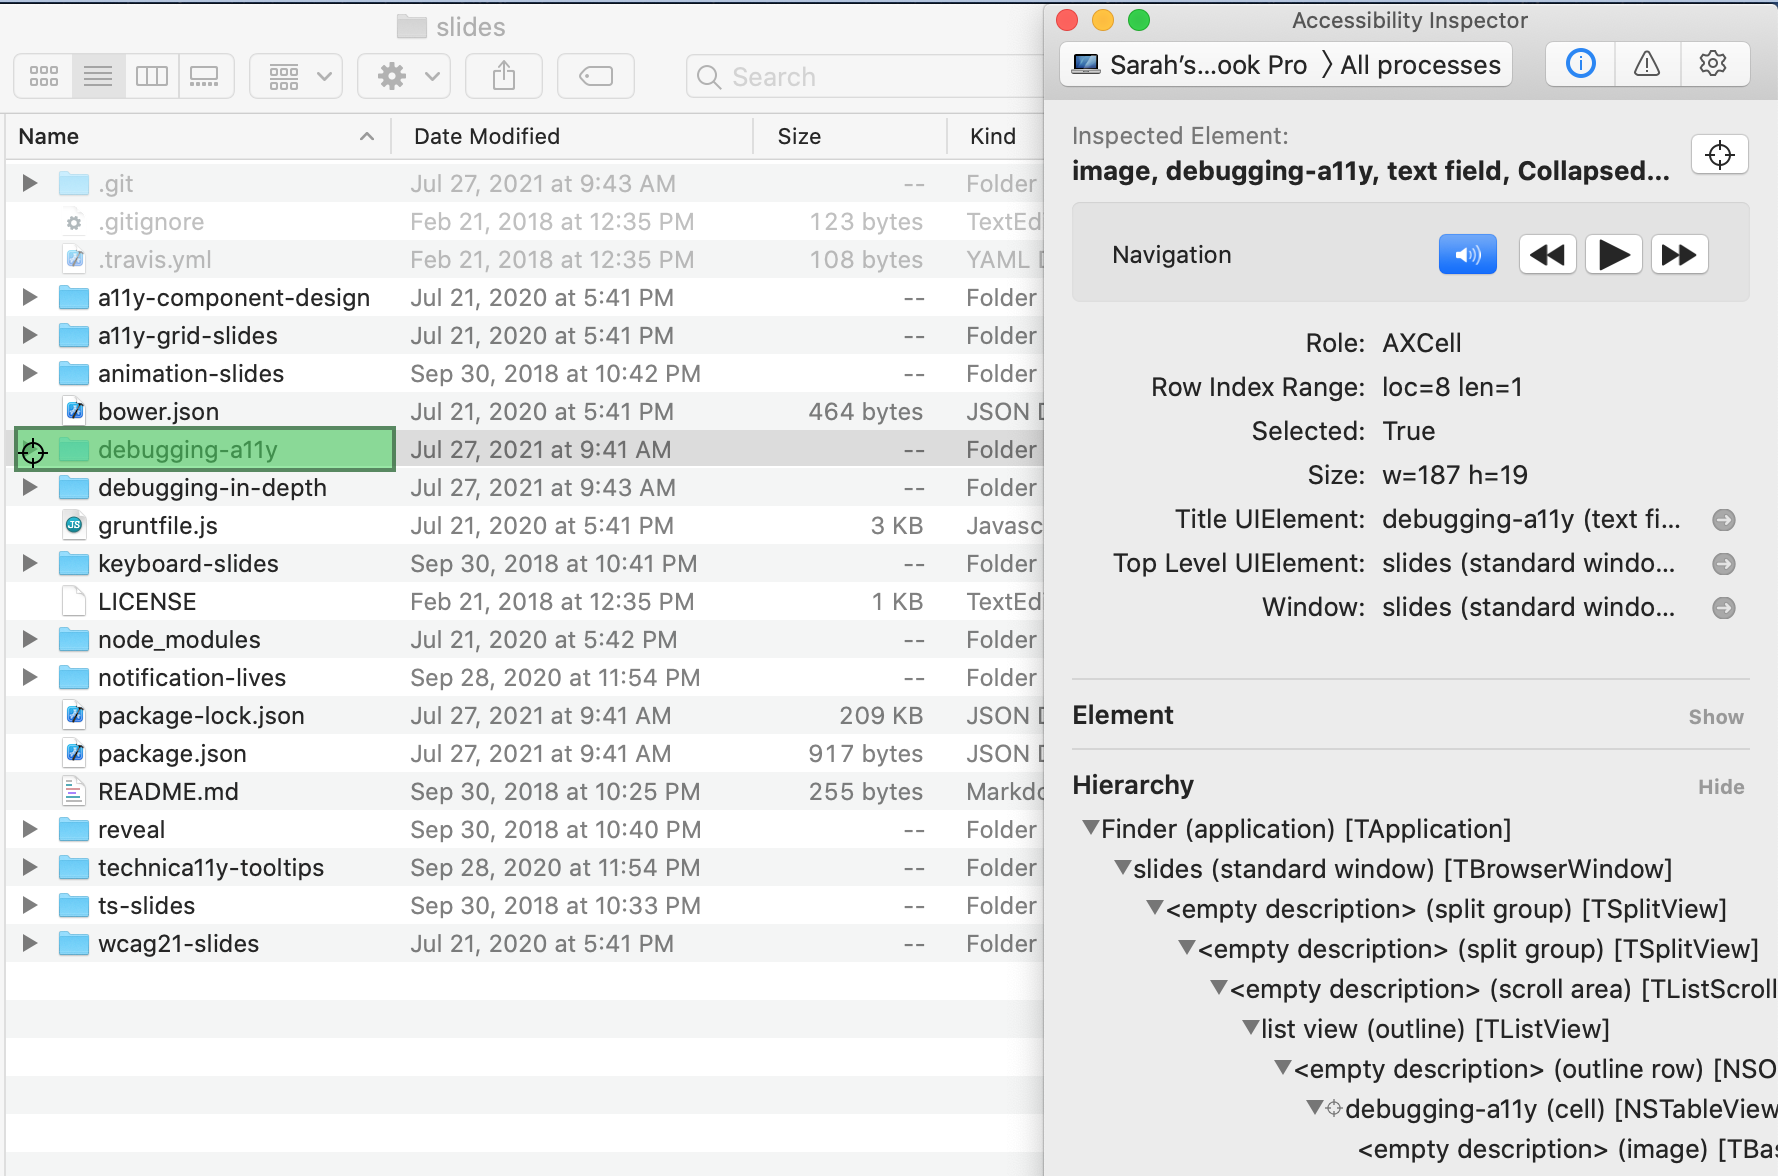 slides
Search
Name Date Modified Size Kind
.git Jul 27, 2021 at 9:43 AM -- Folder
.gitignore Feb 21, 2018 at 12:35 PM 123 bytes TextEd
.travis.yml Feb 21, 2018 at 12:35 PM 108 bytes YAML D
a11y-component-design Jul 21, 2020 at 5:41 PM -- Folder
a11y-grid-slides Jul 21, 2020 at 5:41 PM -- Folder
animation-slides Sep 30, 2018 at 10:42 PM -- Folder
bower.json Jul 21, 2020 at 5:41 PM 464 bytes JSON D
debugging-a11y Jul 27, 2021 at 9:41 AM -- Folder
debugging-in-depth Jul 27, 2021 at 9:43 AM -- Folder
gruntfile.js Jul 21, 2020 at 5:41 PM 3 KB Javasc
keyboard-slides Sep 30, 2018 at 10:41 PM -- Folder
LICENSE Feb 21, 2018 at 12:35 PM 1 KB TextEd
node_modules Jul 21, 2020 at 5:42 PM -- Folder
notification-lives Sep 28, 2020 at 11:54 PM -- Folder
package-lock.json Jul 27, 2021 at 9:41 AM 209 KB JSON D
package.json Jul 27, 2021 at 9:41 AM 917 bytes JSON D
README.md Sep 30, 2018 at 10:25 PM 255 bytes Markdo
reveal Sep 30, 2018 at 10:40 PM -- Folder
technica11y-tooltips Sep 28, 2020 at 11:54 PM -- Folder
ts-slides Sep 30, 2018 at 10:33 PM -- Folder
wcag21-slides Jul 21, 2020 at 5:41 PM -- Folder
Accessibility Inspector
Sarah's...ook Pro 〉All processes
Inspected Element:
image, debugging-a11y, text field, Collapsed...
Navigation
Role: AXCell
Row Index Range: loc=8 len=1
Selected: True
Size: w=187 h=19
Title UIElement: debugging-a11y (text fi...
Top Level UIElement: slides (standard windo...
Window: slides (standard windo...
Element Show
Hierarchy Hide
Finder (application) [TApplication]
slides (standard window) [TBrowserWindow]
<empty description> (split group) [TSplitView]
<empty description> (split group) [TSplitView]
<empty description> (scroll area) [TListScroll
list view (outline) [TListView]
<empty description> (outline row) [NSO
debugging-a11y (cell) [NSTableView
<empty description> (image) [TBas